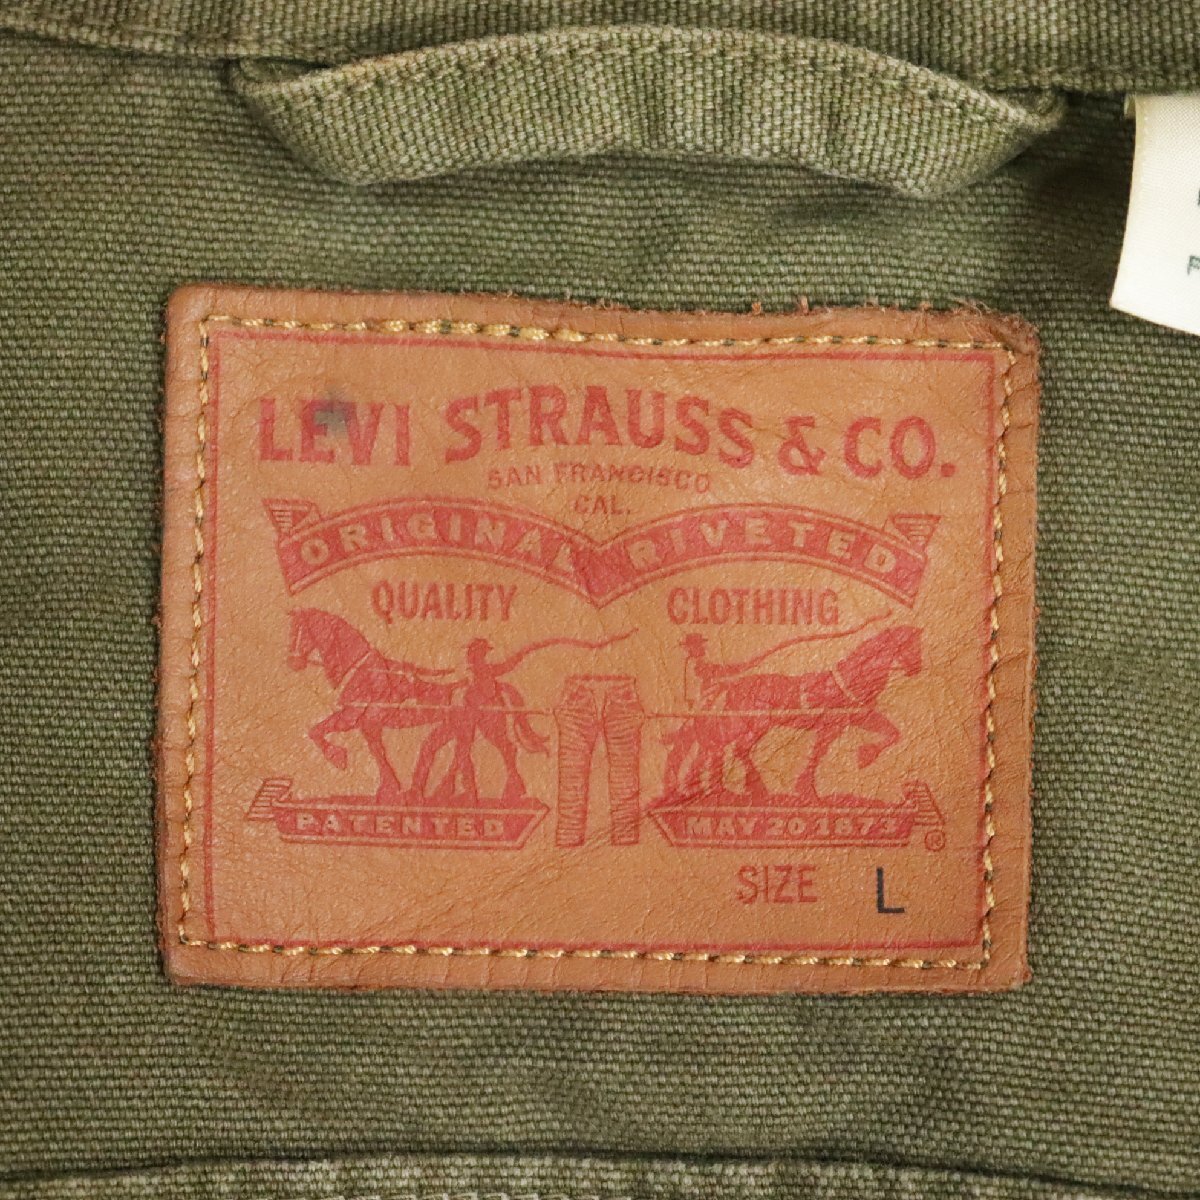 LEVI STRAUSS & CO.
SAN FRANCISCO
CAL.
ORIGINAL RIVETED
QUALITY CLOTHING
PATENTED MAY 20 1873 ®
SIZE L